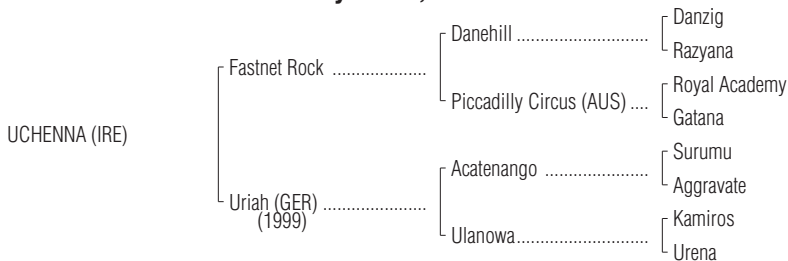 Danzig
Danehill ..................................
Razyana
Fastnet Rock ....................
Royal Academy
Piccadilly Circus (AUS) ....
Gatana
UCHENNA (IRE)
Surumu
Acatenango ..........................
Aggravate
Uriah (GER) ......................
(1999)
Kamiros
Ulanowa.................................
Urena